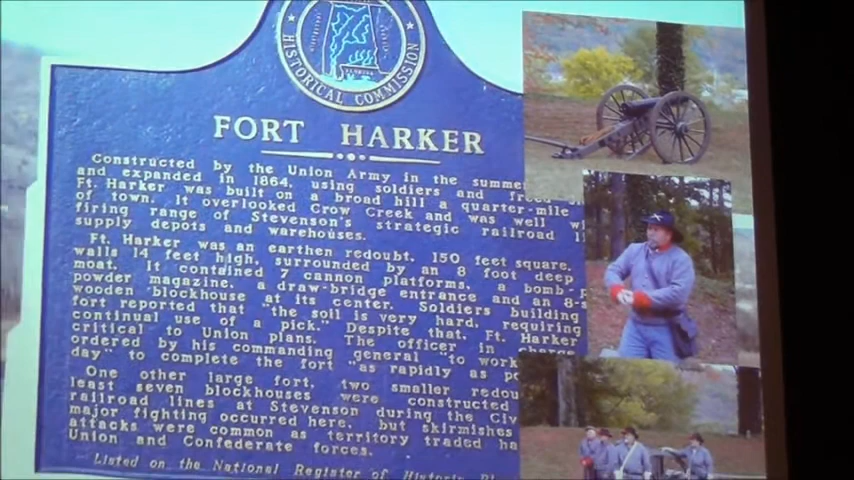 HISTORICAL COMMISSION
FORT HARKER
Constructed by the Union Army in the summe
and expanded in 1864, using soldiers and freed
Ft. Harker was built on a broad hill a quarter-mile
of town. It overlooked Crow Creek and was well wi
firing range of Stevenson's strategic railroad
supply depots and warehouses.
Ft. Harker was an earthen redoubt, 150 feet square,
walls 14 feet high, surrounded by an 8 foot deep
moat. It contained 7 cannon platforms, a bomb-p
powder magazine, a draw-bridge entrance and an 8-s
wooden blockhouse at its center. Soldiers building
fort reported that "the soil is very hard, requiring
continual use of a pick." Despite that, Ft. Harker
critical to Union plans. The officer in charge
ordered by his commanding general "to work
day" to complete the fort "as rapidly as po
One other large fort, two smaller redou
least seven blockhouses were constructed
railroad lines at Stevenson during the Civ
major fighting occurred here, but skirmishes
attacks were common as territory traded ha
Union and Confederate forces.
Listed on the National Register of Historic Pl